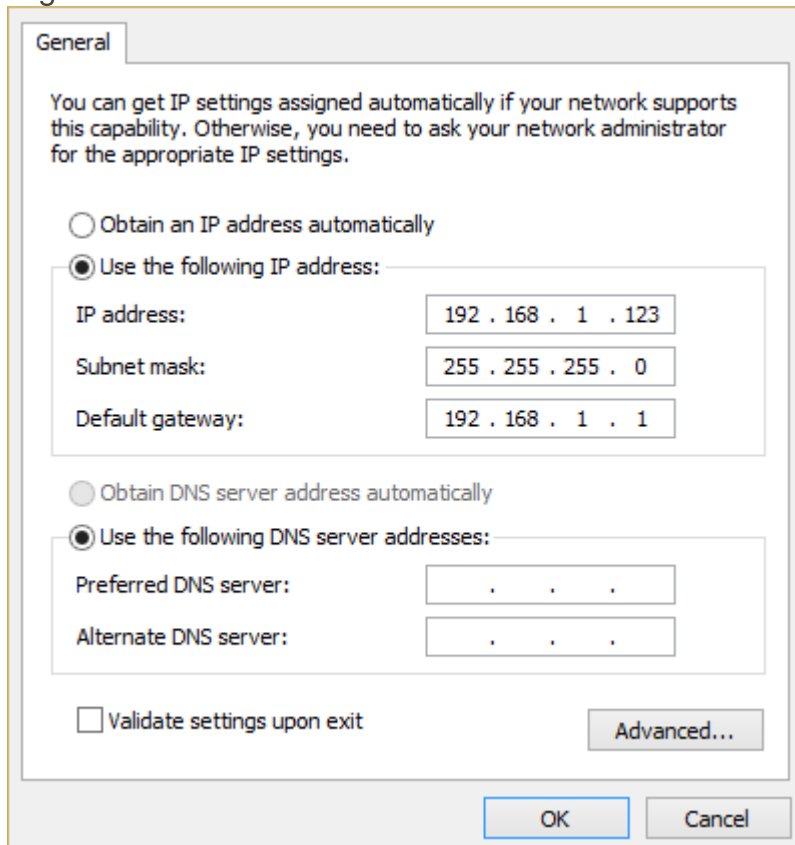 General
You can get IP settings assigned automatically if your network supports
this capability. Otherwise, you need to ask your network administrator
for the appropriate IP settings.
Obtain an IP address automatically
Use the following IP address:
IP address: 192 . 168 . 1 . 123
Subnet mask: 255 . 255 . 255 . 0
Default gateway: 192 . 168 . 1 . 1
Obtain DNS server address automatically
Use the following DNS server addresses:
Preferred DNS server: . . .
Alternate DNS server: . . .
Validate settings upon exit
Advanced...
OK Cancel